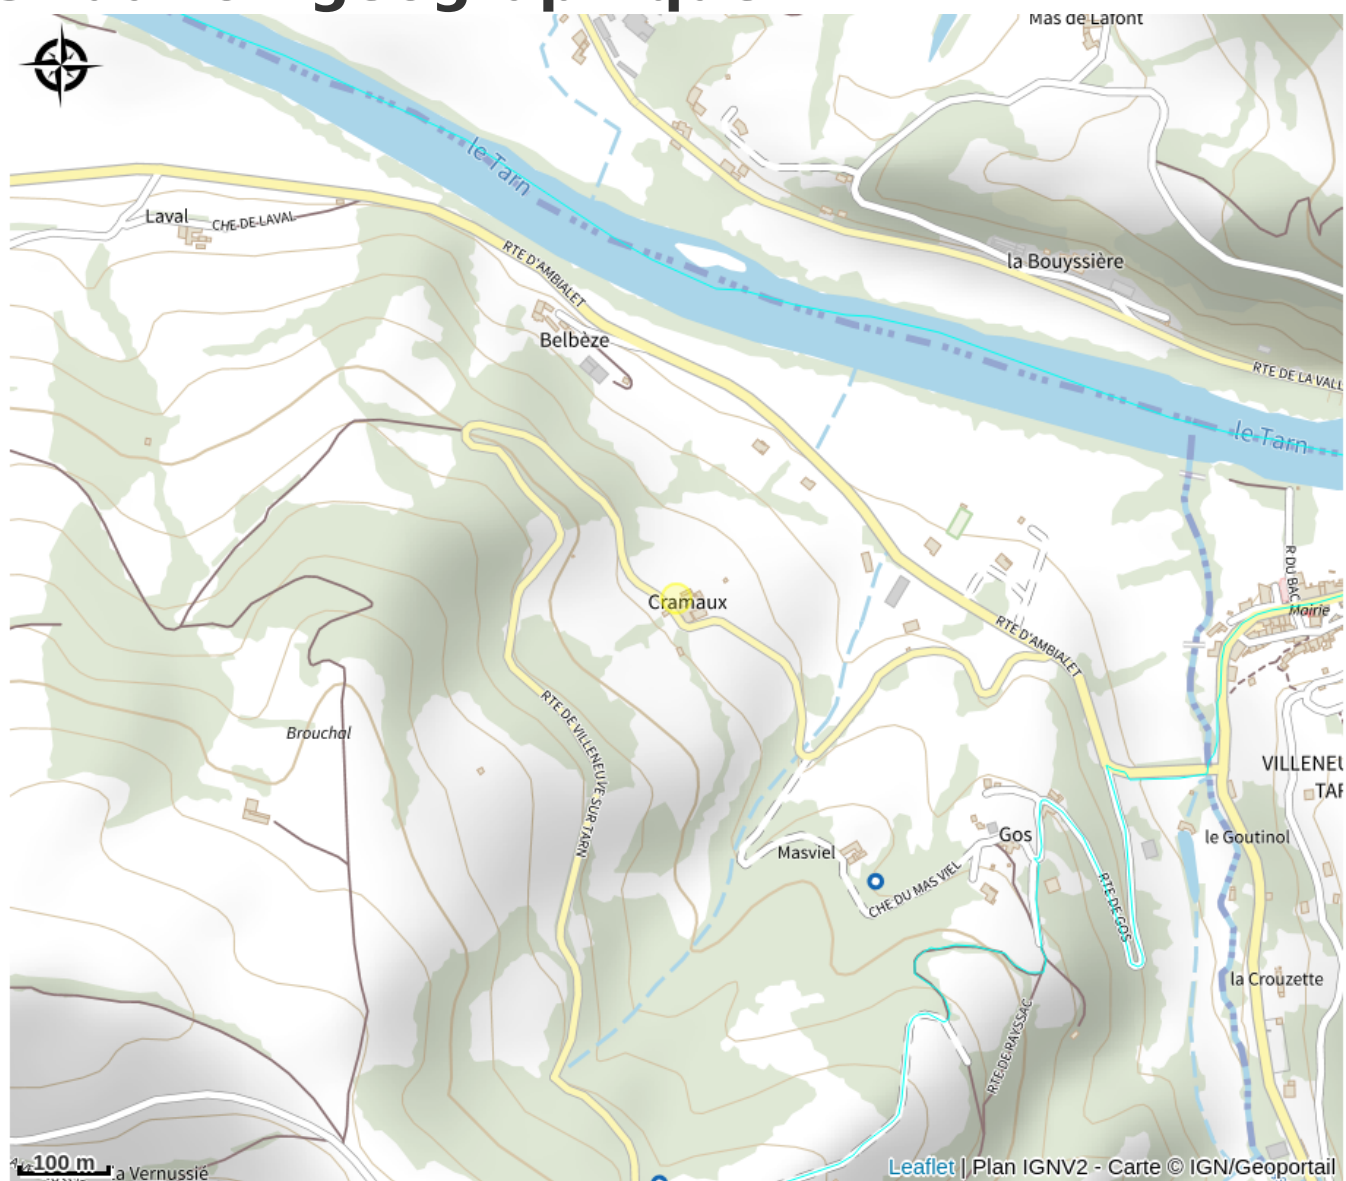 Mas de Lafont
le Tarn
Laval
CHE DE LAVAL
RTE D'AMBIALET
la Bouyssière
Belbèze
RTE DE LA VALL
le Tarn
R DU BAC
Cramaux
Mairie
RTE D'AMBIALET
Brouchal
RTE DE VILLENEUVE SUR TARN
VILLENEU
TAR
Gos
le Goutinol
Masviel
CHE DU MAS VIEL
RTE DE GOS
la Crouzette
RTE DE RAYSSAC
100 m
la Vernussié
Leaflet | Plan IGNV2 - Carte © IGN/Geoportail